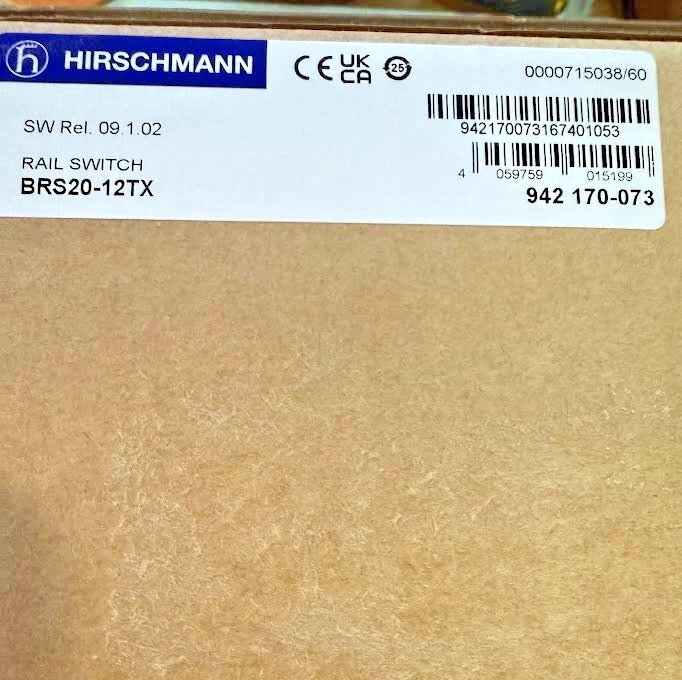 HIRSCHMANN
CE UK CA 25
0000715038/60
942170073167401053
SW Rel. 09.1.02
4 059759 015199
RAIL SWITCH
BRS20-12TX
942 170-073